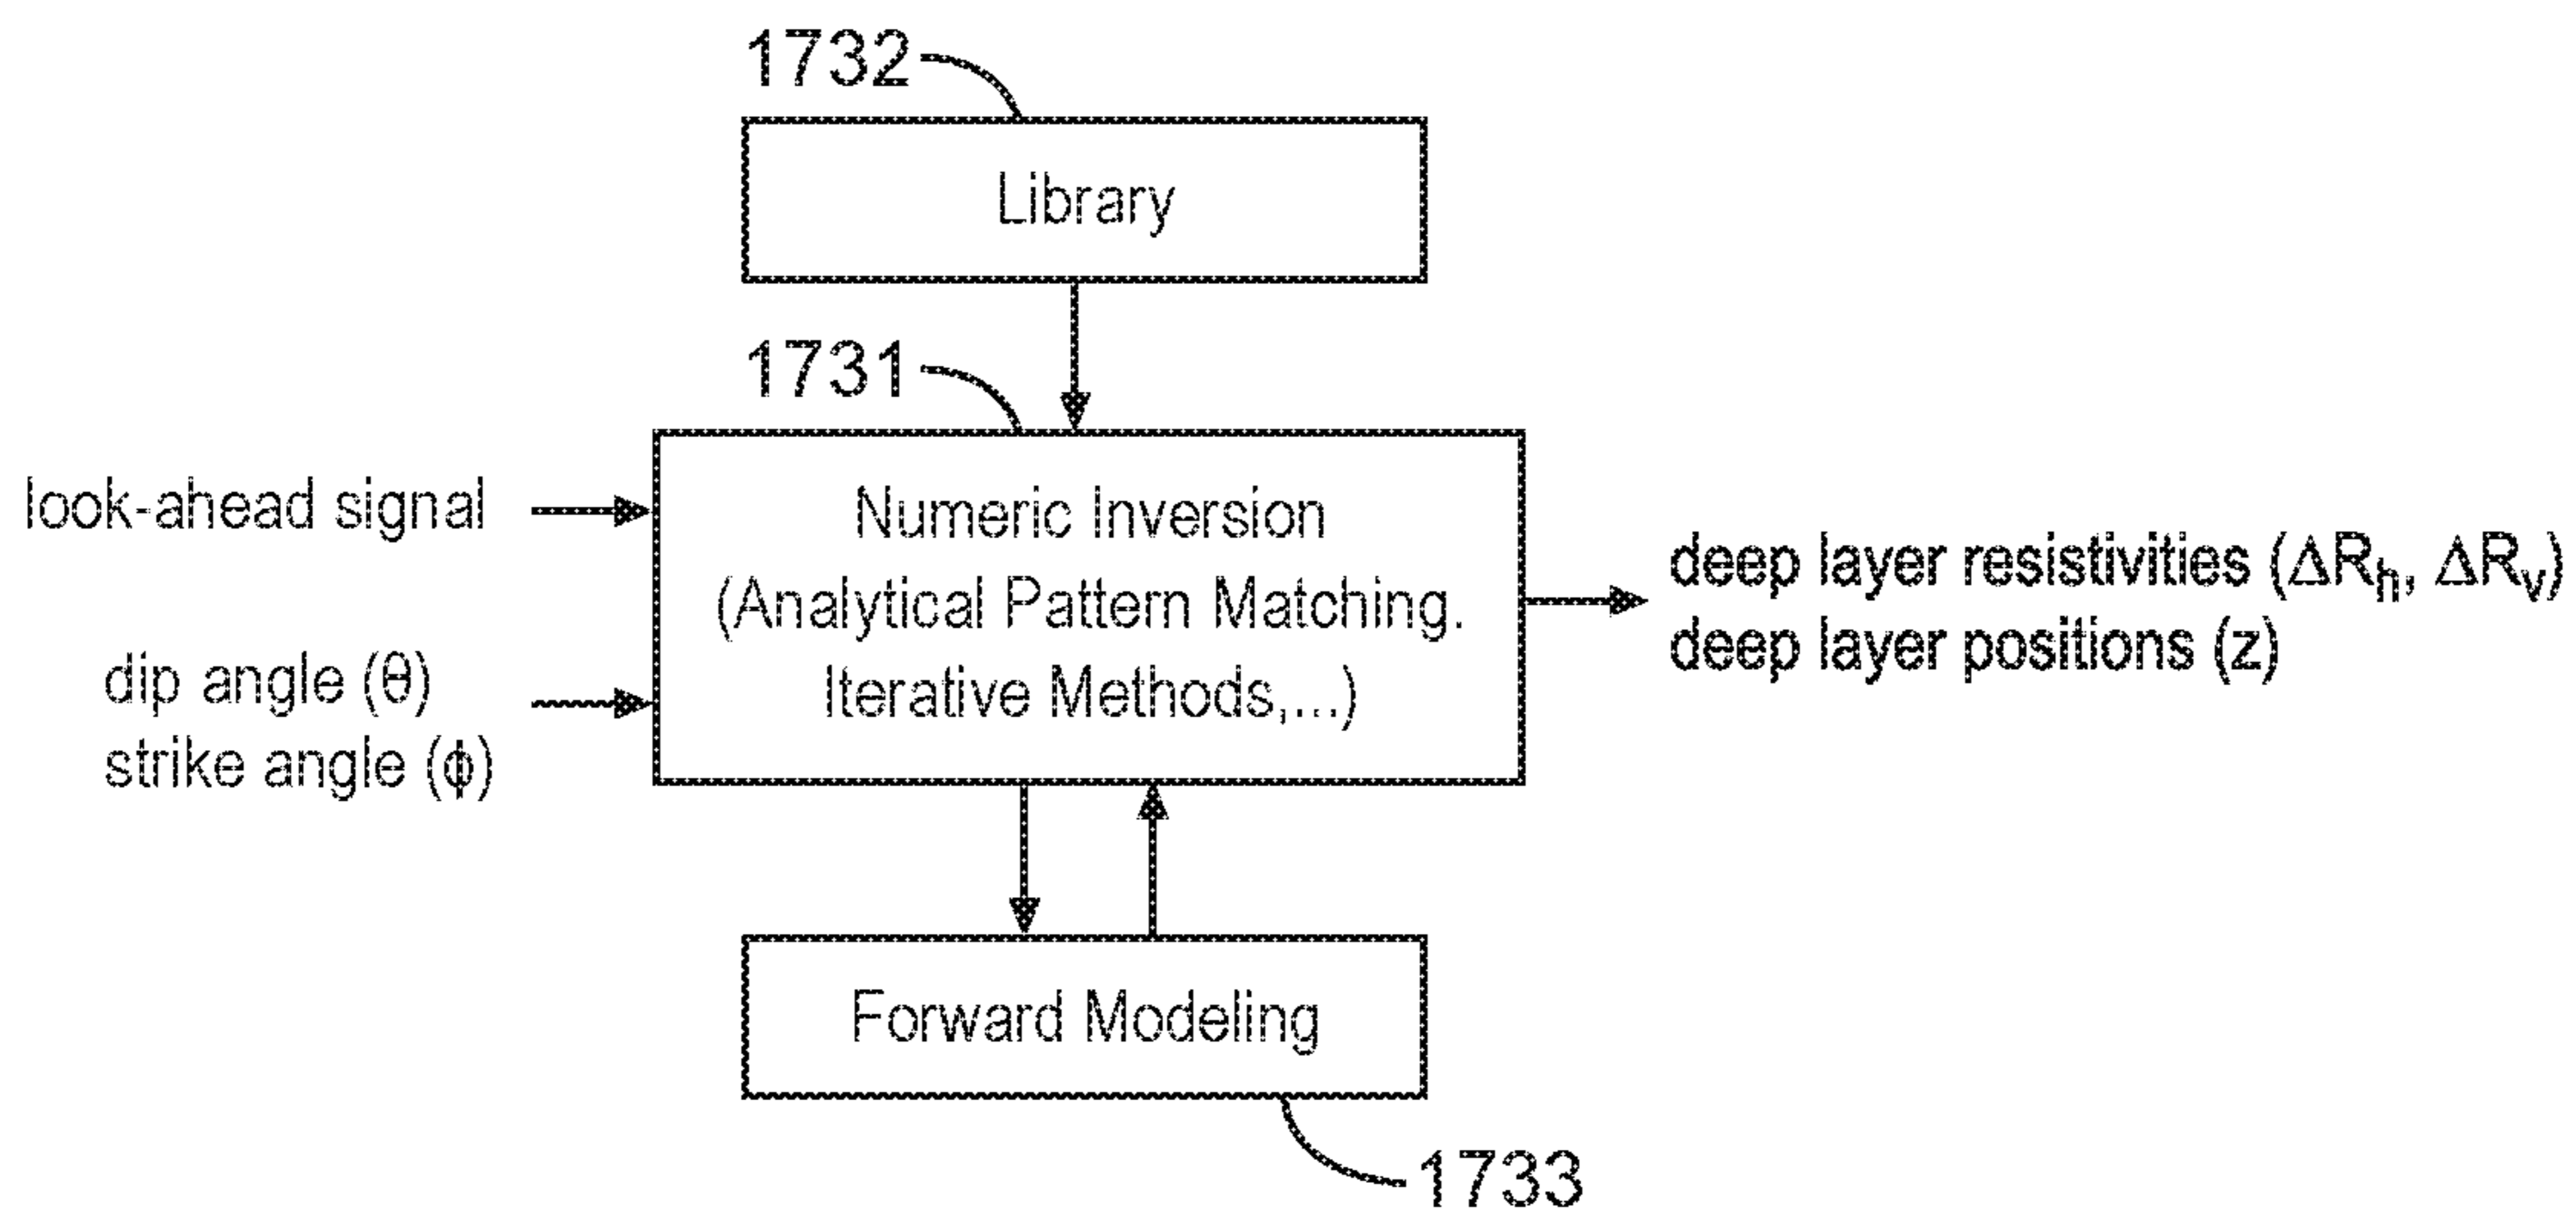 1732
Library
1731
look-ahead signal
dip angle (θ)
strike angle (ϕ)
Numeric Inversion
(Analytical Pattern Matching.
Iterative Methods,...)
deep layer resistivities (ΔRh, ΔRv)
deep layer positions (z)
Forward Modeling
1733